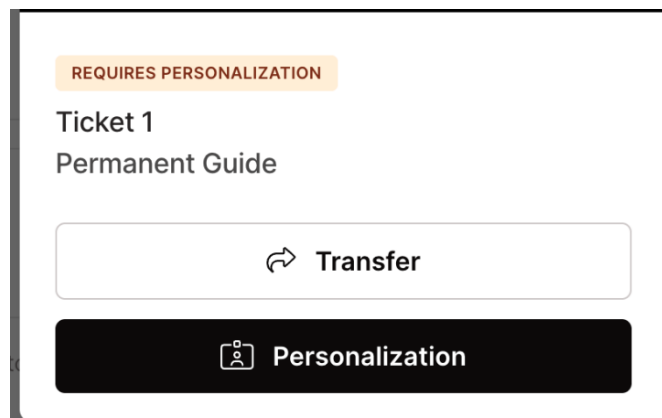 REQUIRES PERSONALIZATION
Ticket 1
Permanent Guide
Transfer
Personalization